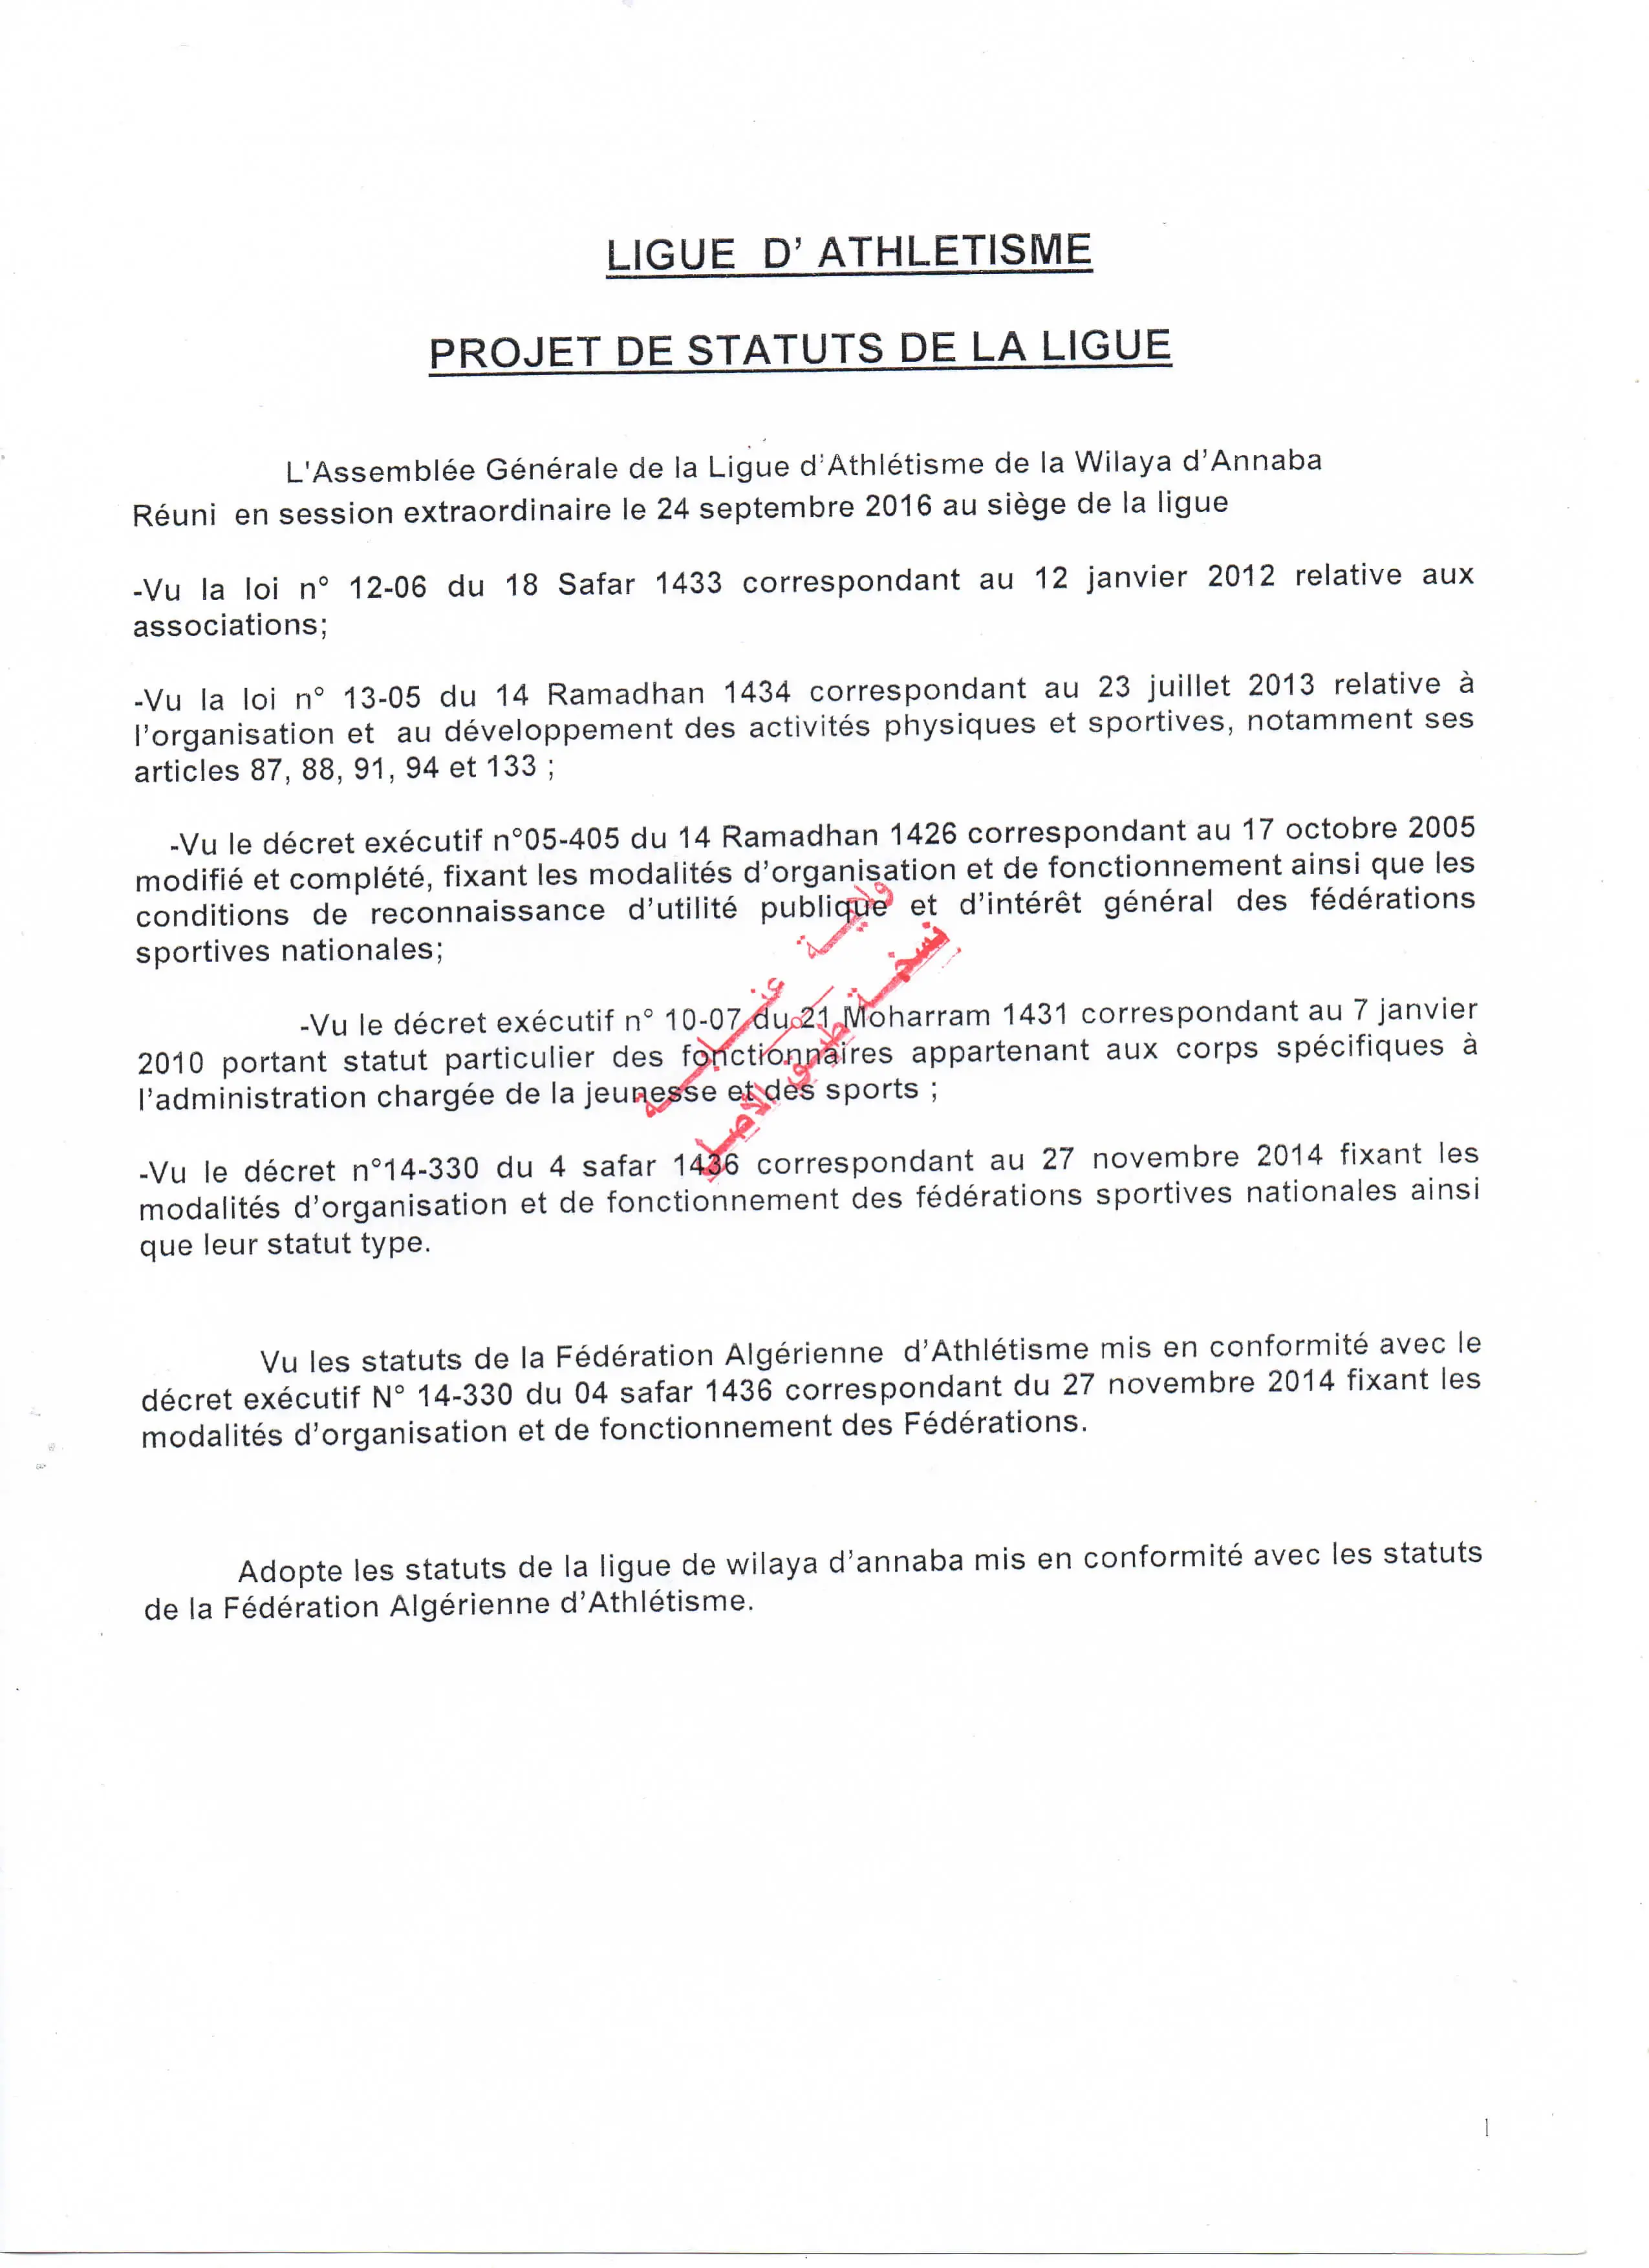 LIGUE D' ATHLETISME
PROJET DE STATUTS DE LA LIGUE
L'Assemblée Générale de la Ligue d'Athlétisme de la Wilaya d'Annaba
Réuni en session extraordinaire le 24 septembre 2016 au siège de la ligue
-Vu la loi n° 12-06 du 18 Safar 1433 correspondant au 12 janvier 2012 relative aux
associations;
-Vu la loi n° 13-05 du 14 Ramadhan 1434 correspondant au 23 juillet 2013 relative à
l'organisation et au développement des activités physiques et sportives, notamment ses
articles 87, 88, 91, 94 et 133 ;
-Vu le décret exécutif n°05-405 du 14 Ramadhan 1426 correspondant au 17 octobre 2005
modifié et complété, fixant les modalités d'organisation et de fonctionnement ainsi que les
conditions de reconnaissance d'utilité publique et d'intérêt général des fédérations
sportives nationales;
-Vu le décret exécutif n° 10-07 du 21 Moharram 1431 correspondant au 7 janvier
2010 portant statut particulier des fonctionnaires appartenant aux corps spécifiques à
l'administration chargée de la jeunesse et des sports ;
-Vu le décret n°14-330 du 4 safar 1436 correspondant au 27 novembre 2014 fixant les
modalités d'organisation et de fonctionnement des fédérations sportives nationales ainsi
que leur statut type.
Vu les statuts de la Fédération Algérienne d'Athlétisme mis en conformité avec le
décret exécutif N° 14-330 du 04 safar 1436 correspondant du 27 novembre 2014 fixant les
modalités d'organisation et de fonctionnement des Fédérations.
Adopte les statuts de la ligue de wilaya d'annaba mis en conformité avec les statuts
de la Fédération Algérienne d'Athlétisme.
ولايـــة عنـــابـــة
نسخـــة طبـــق الأصـــل
1